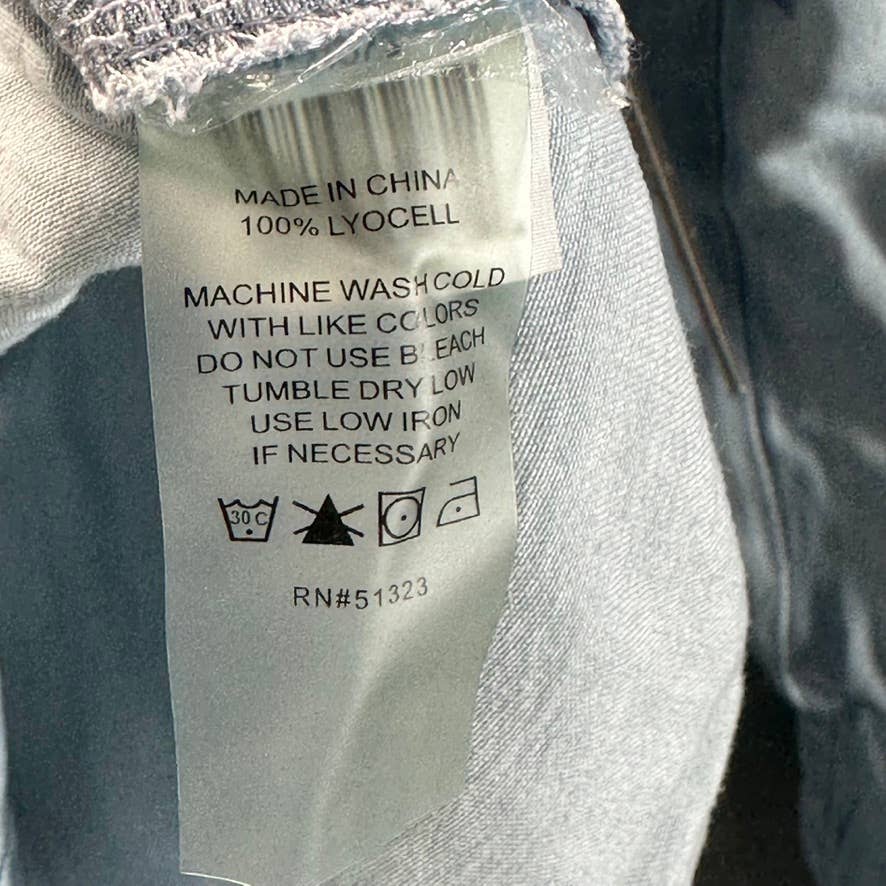 MADE IN CHINA
100% LYOCELL
MACHINE WASH COLD
WITH LIKE COLORS
DO NOT USE BLEACH
TUMBLE DRY LOW
USE LOW IRON
IF NECESSARY
30 C
RN#51323